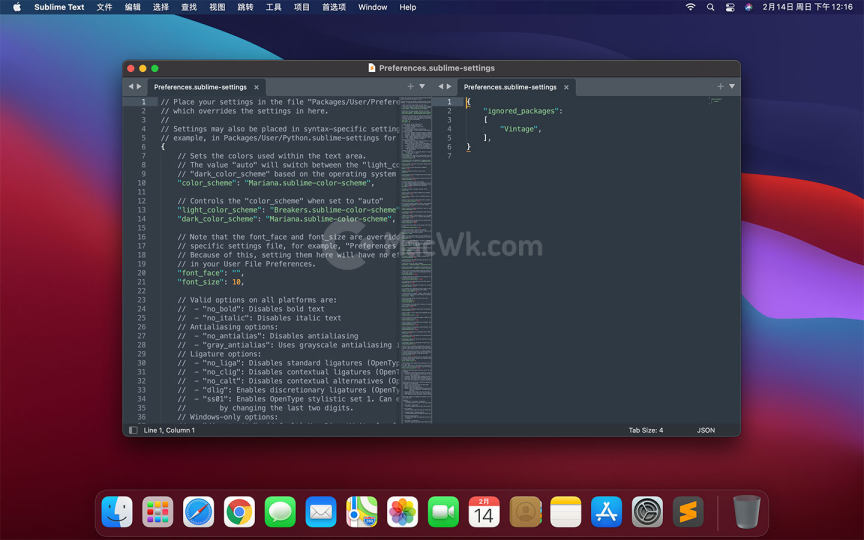 Sublime Text 文件 编辑 选择 查找 视图 跳转 工具 项目 首选项 Window Help 2月14日 周日 下午12:16
Preferences.sublime-settings
Preferences.sublime-settings
1 // Place your settings in the file "Packages/User/Prefer
2 // which overrides the settings in here.
3 //
4 // Settings may also be placed in syntax-specific setting
5 // example, in Packages/User/Python.sublime-settings for
6 {
7 // Sets the colors used within the text area.
8 // The value "auto" will switch between the "light_co
9 // "dark_color_scheme" based on the operating system
10 "color_scheme": "Mariana.sublime-color-scheme",
11
12 // Controls the "color_scheme" when set to "auto"
13 "light_color_scheme": "Breakers.sublime-color-scheme"
14 "dark_color_scheme": "Mariana.sublime-color-scheme",
15
16 // Note that the font_face and font_size are overridd
17 // specific settings file, for example, "Preferences
18 // Because of this, setting them here will have no ef
19 // in your User File Preferences.
20 "font_face": "",
21 "font_size": 10,
22
23 // Valid options on all platforms are:
24 // - "no_bold": Disables bold text
25 // - "no_italic": Disables italic text
26 // Antialiasing options:
27 // - "no_antialias": Disables antialiasing
28 // - "gray_antialias": Uses grayscale antialiasing
29 // Ligature options:
30 // - "no_liga": Disables standard ligatures (OpenTyp
31 // - "no_clig": Disables contextual ligatures (OpenT
32 // - "no_calt": Disables contextual alternatives (Op
33 // - "dlig": Enables discretionary ligatures (OpenTy
34 // - "ss01": Enables OpenType stylistic set 1. Can e
35 // by changing the last two digits.
36 // Windows-only options:
Preferences.sublime-settings
1 {
2 "ignored_packages":
3 [
4 "Vintage",
5 ],
6 }
7
MacWk.com
Line 1, Column 1 Tab Size: 4 JSON
2月
14